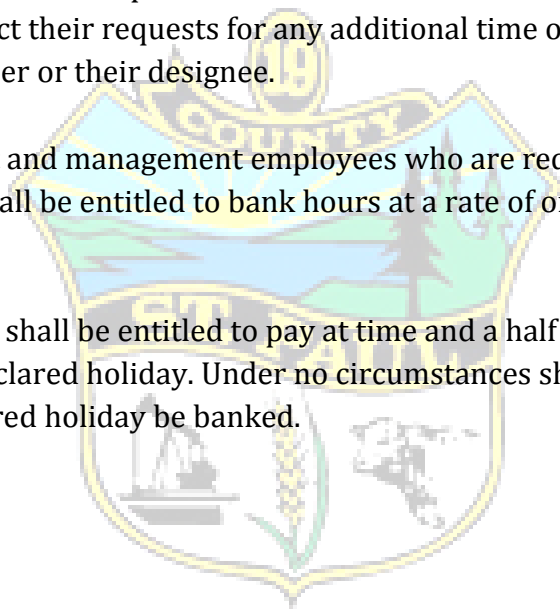 ct their requests for any additional time o
er or their designee.
19
COUNTY
and management employees who are req
all be entitled to bank hours at a rate of o
ST. PAUL
shall be entitled to pay at time and a half
clared holiday. Under no circumstances sh
red holiday be banked.